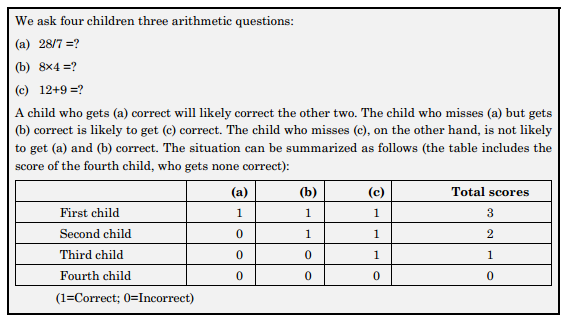 We ask four children three arithmetic questions:
(a) 28/7 =?
(b) 8×4 =?
(c) 12+9 =?
A child who gets (a) correct will likely correct the other two. The child who misses (a) but gets
(b) correct is likely to get (c) correct. The child who misses (c), on the other hand, is not likely
to get (a) and (b) correct. The situation can be summarized as follows (the table includes the
score of the fourth child, who gets none correct):
(a) (b) (c) Total scores
First child 1 1 1 3
Second child 0 1 1 2
Third child 0 0 1 1
Fourth child 0 0 0 0
(1=Correct; 0=Incorrect)